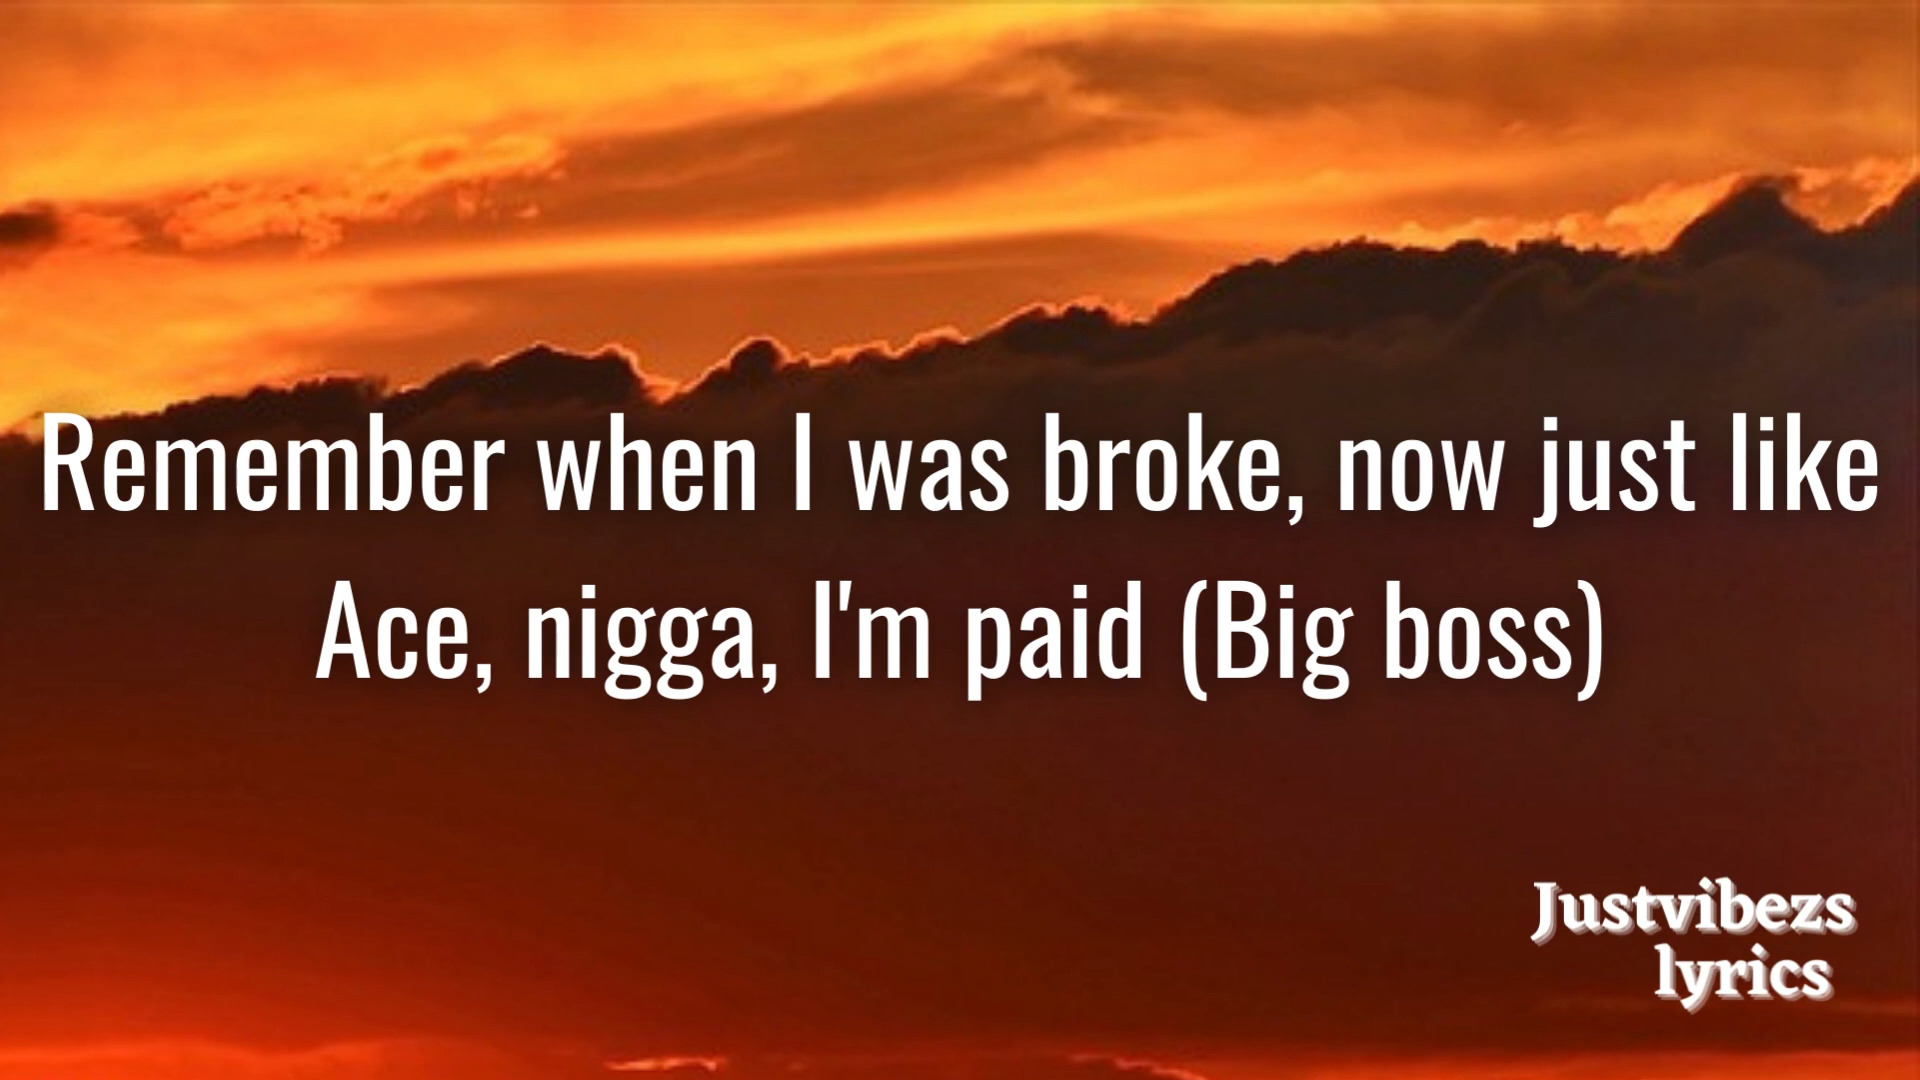 Remember when I was broke, now just like
Ace, nigga, I'm paid (Big boss)
Justvibezs
lyrics